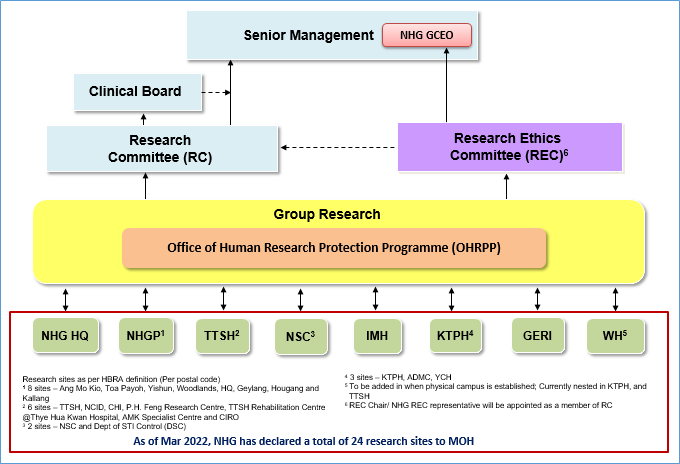 Senior Management
NHG GCEO
Clinical Board
Research
Committee (RC)
Research Ethics
Committee (REC)⁶
Group Research
Office of Human Research Protection Programme (OHRPP)
NHG HQ
NHGP¹
TTSH²
NSC³
IMH
KTPH⁴
GERI
WH⁵
Research sites as per HBRA definition (Per postal code)
¹ 8 sites – Ang Mo Kio, Toa Payoh, Yishun, Woodlands, HQ, Geylang, Hougang and
Kallang
² 6 sites – TTSH, NCID, CHI, P.H. Feng Research Centre, TTSH Rehabilitation Centre
@Thye Hua Kwan Hospital, AMK Specialist Centre and CIRO
³ 2 sites – NSC and Dept of STI Control (DSC)
⁴ 3 sites – KTPH, ADMC, YCH
⁵ To be added in when physical campus is established; Currently nested in KTPH, and
TTSH
⁶ REC Chair/ NHG REC representative will be appointed as a member of RC
As of Mar 2022, NHG has declared a total of 24 research sites to MOH